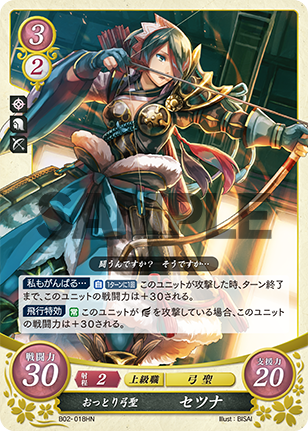 3
2
SAMPLE
闘うんですか？ そうですか…
私もがんばる… 自 1ターンに1回 このユニットが攻撃した時、ターン終了
まで、このユニットの戦闘力は＋30される。
飛行特効 常 このユニットが を攻撃している場合、このユ
ニットの戦闘力は＋30される。
戦闘力
30
射程 2 上級職 弓聖
支援力
20
おっとり弓聖 セツナ
B02-018HN
Illust：BISAI